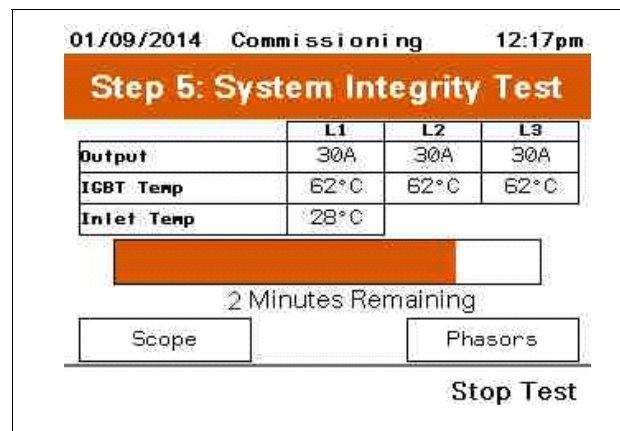 01/09/2014 Commissioning 12:17pm
Step 5: System Integrity Test
L1 L2 L3
Output 30A 30A 30A
IGBT Temp 62°C 62°C 62°C
Inlet Temp 28°C
2 Minutes Remaining
Scope Phasors
Stop Test